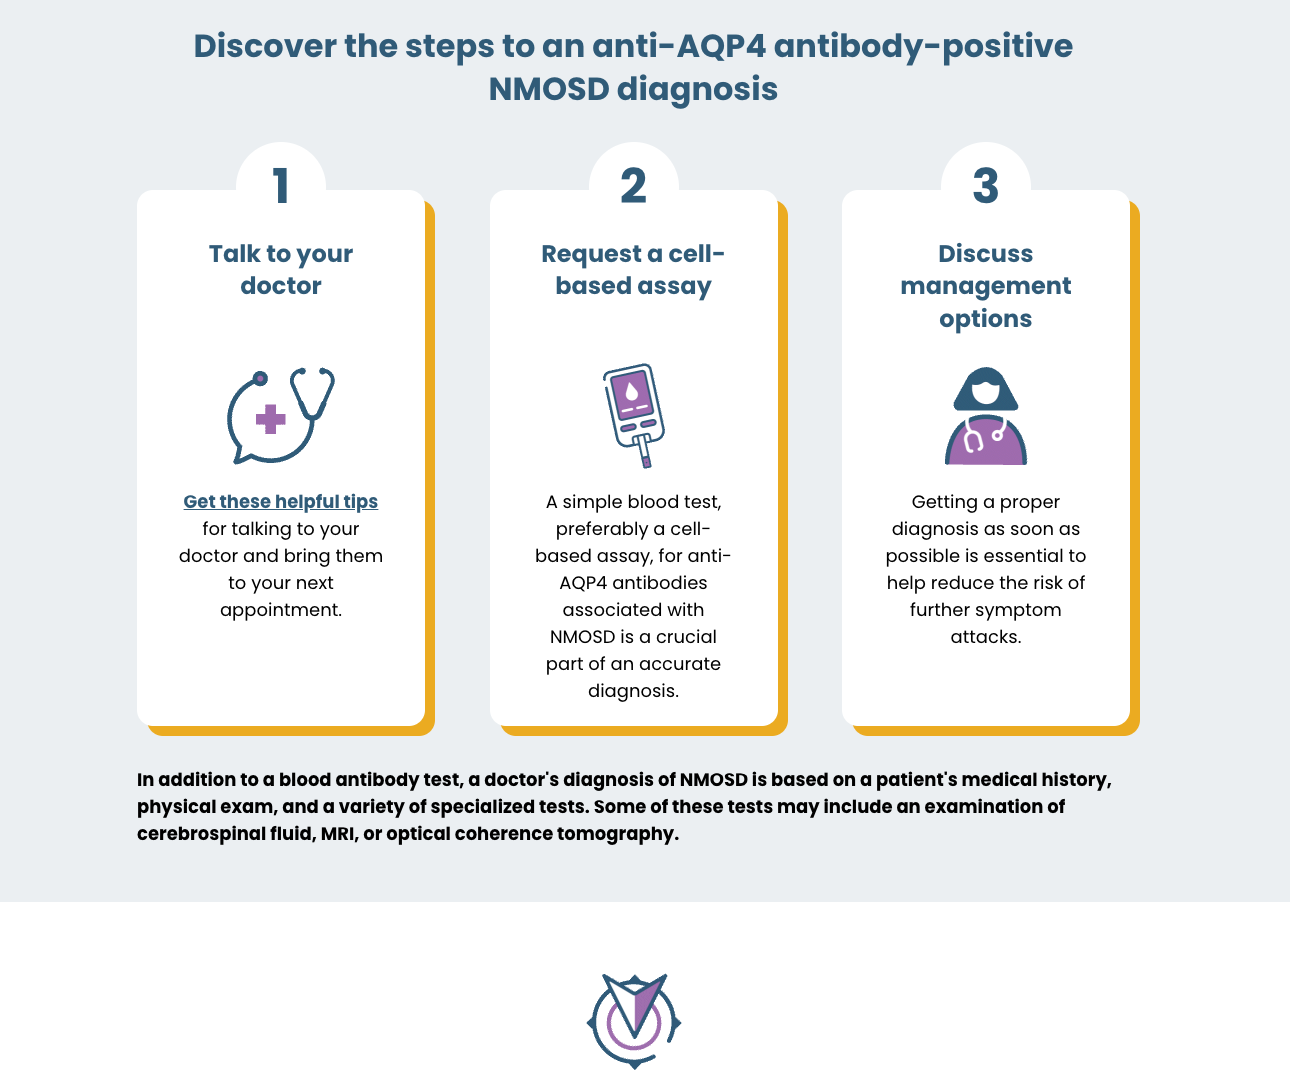 Discover the steps to an anti-AQP4 antibody-positive
NMOSD diagnosis
1
Talk to your
doctor
Get these helpful tips
for talking to your
doctor and bring them
to your next
appointment.
2
Request a cell-
based assay
A simple blood test,
preferably a cell-
based assay, for anti-
AQP4 antibodies
associated with
NMOSD is a crucial
part of an accurate
diagnosis.
3
Discuss
management
options
Getting a proper
diagnosis as soon as
possible is essential to
help reduce the risk of
further symptom
attacks.
In addition to a blood antibody test, a doctor's diagnosis of NMOSD is based on a patient's medical history,
physical exam, and a variety of specialized tests. Some of these tests may include an examination of
cerebrospinal fluid, MRI, or optical coherence tomography.